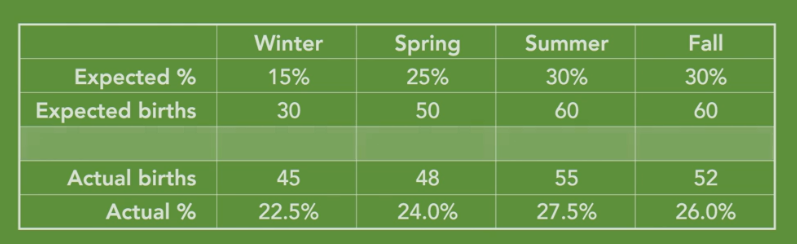 Winter Spring Summer Fall
Expected % 15% 25% 30% 30%
Expected births 30 50 60 60
Actual births 45 48 55 52
Actual % 22.5% 24.0% 27.5% 26.0%